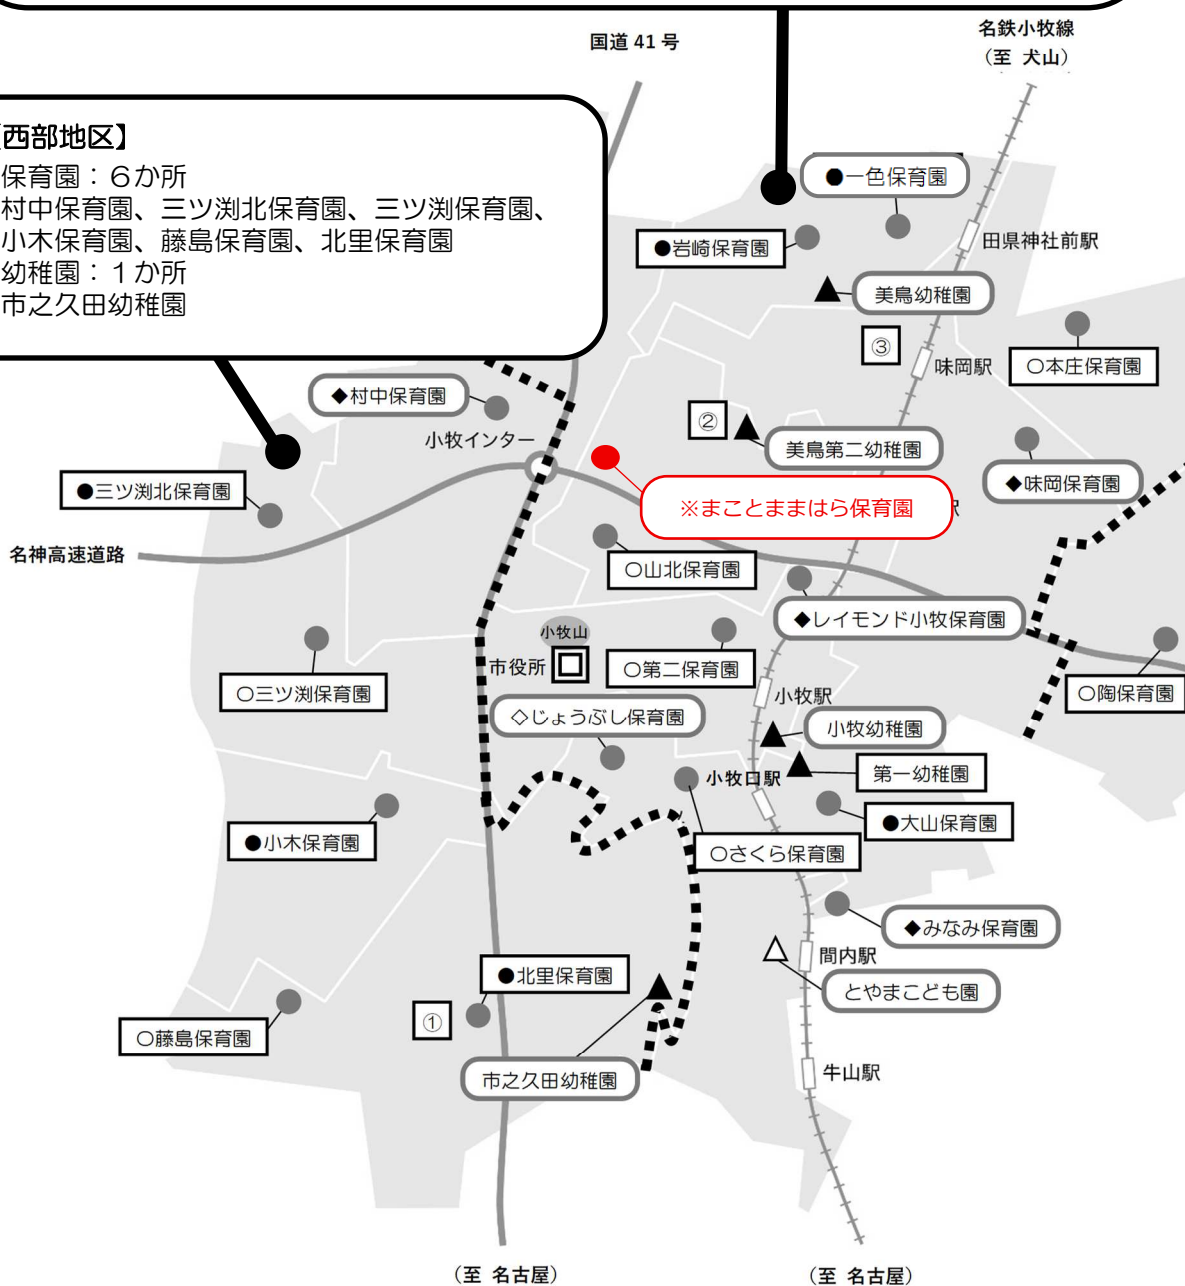 国道 41 号
名鉄小牧線
（至 犬山）
【西部地区】
保育園：６か所
村中保育園、三ツ渕北保育園、三ツ渕保育園、
小木保育園、藤島保育園、北里保育園
幼稚園：１か所
市之久田幼稚園
●一色保育園
●岩崎保育園
田県神社前駅
美鳥幼稚園
③
味岡駅
○本庄保育園
◆村中保育園
②
小牧インター
美鳥第二幼稚園
◆味岡保育園
●三ツ渕北保育園
※まことままはら保育園
駅
名神高速道路
○山北保育園
◆レイモンド小牧保育園
小牧山
市役所
○第二保育園
○三ツ渕保育園
小牧駅
○陶保育園
◇じょうぶし保育園
小牧幼稚園
小牧口駅
第一幼稚園
●小木保育園
●大山保育園
○さくら保育園
◆みなみ保育園
間内駅
●北里保育園
とやまこども園
①
○藤島保育園
市之久田幼稚園
牛山駅
（至 名古屋）
（至 名古屋）